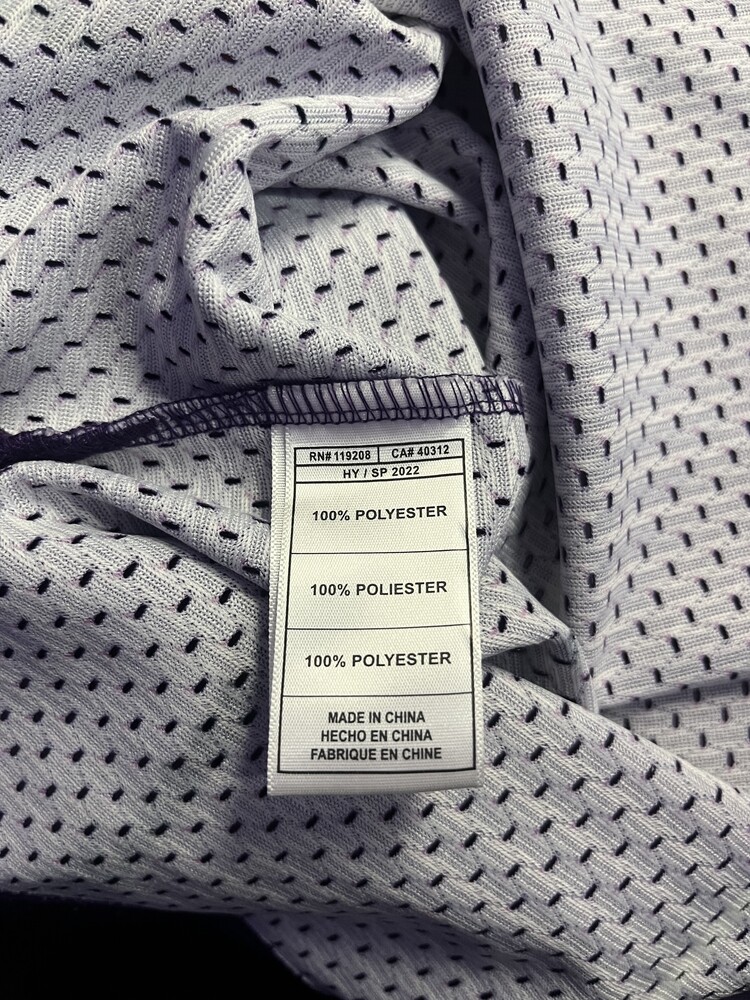 RN# 119208 CA# 40312
HY / SP 2022
100% POLYESTER
100% POLIESTER
100% POLYESTER
MADE IN CHINA
HECHO EN CHINA
FABRIQUE EN CHINE